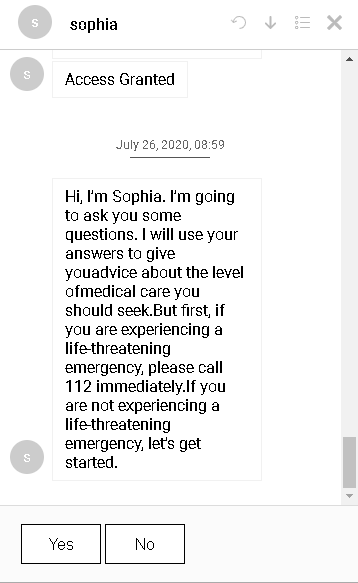 s
sophia
s
Access Granted
July 26, 2020, 08:59
Hi, I'm Sophia. I'm going
to ask you some
questions. I will use your
answers to give
youadvice about the level
ofmedical care you
should seek.But first, if
you are experiencing a
life-threatening
emergency, please call
112 immediately.If you
are not experiencing a
life-threatening
emergency, let's get
started.
s
Yes
No